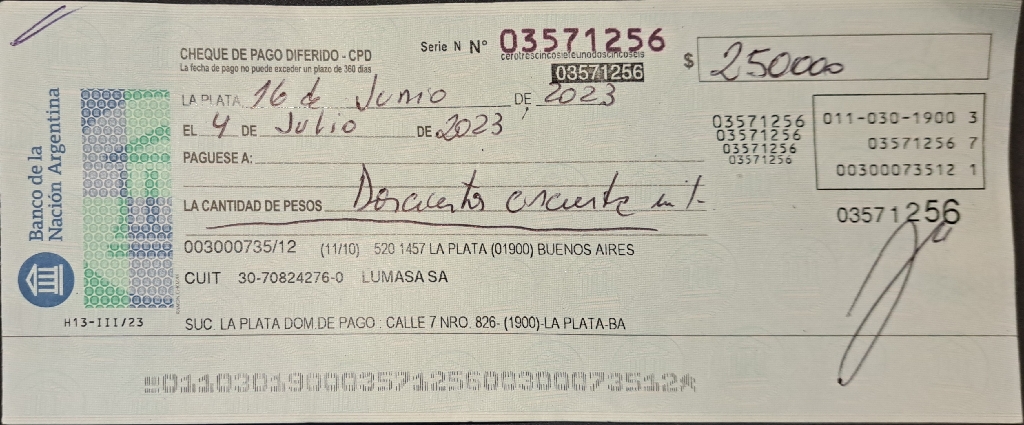 Serie N Nº 03571256
CHEQUE DE PAGO DIFERIDO - CPD
cerotrescincosieteunodoscincoseis
La fecha de pago no puede exceder un plazo de 360 días
03571256
$ 250000
LA PLATA 16 de Junio DE 2023
EL 4 DE Julio DE 2023
03571256
03571256
03571256
03571256
011-030-1900 3
03571256 7
00300073512 1
PAGUESE A:
LA CANTIDAD DE PESOS Doscientos cincuenta mil
03571256
003000735/12 (11/10) 520 1457 LA PLATA (01900) BUENOS AIRES
CUIT 30-70824276-0 LUMASA SA
SUC. LA PLATA DOM.DE PAGO : CALLE 7 NRO. 826- (1900)-LA PLATA-BA
Banco de la
Nación Argentina
H13-III/23
01103019000357125600300073512